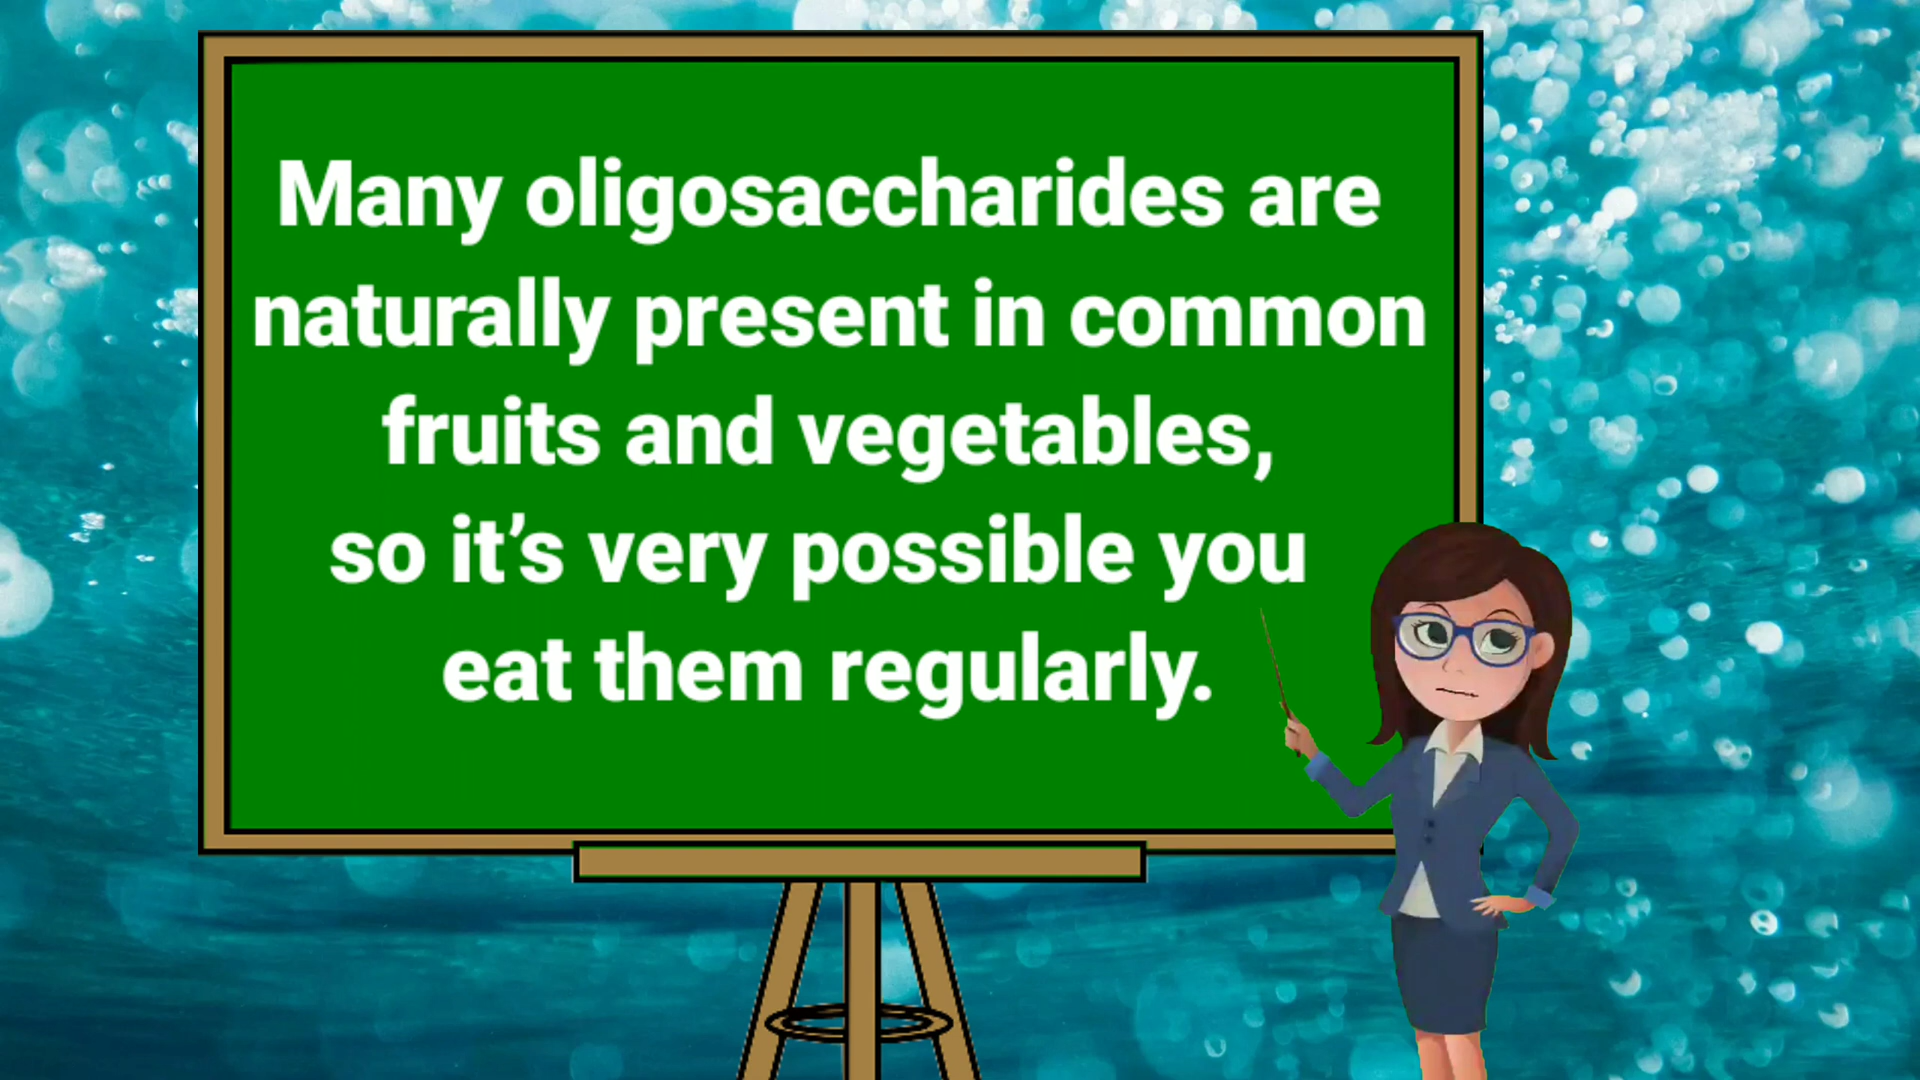 Many oligosaccharides are
naturally present in common
fruits and vegetables,
so it’s very possible you
eat them regularly.